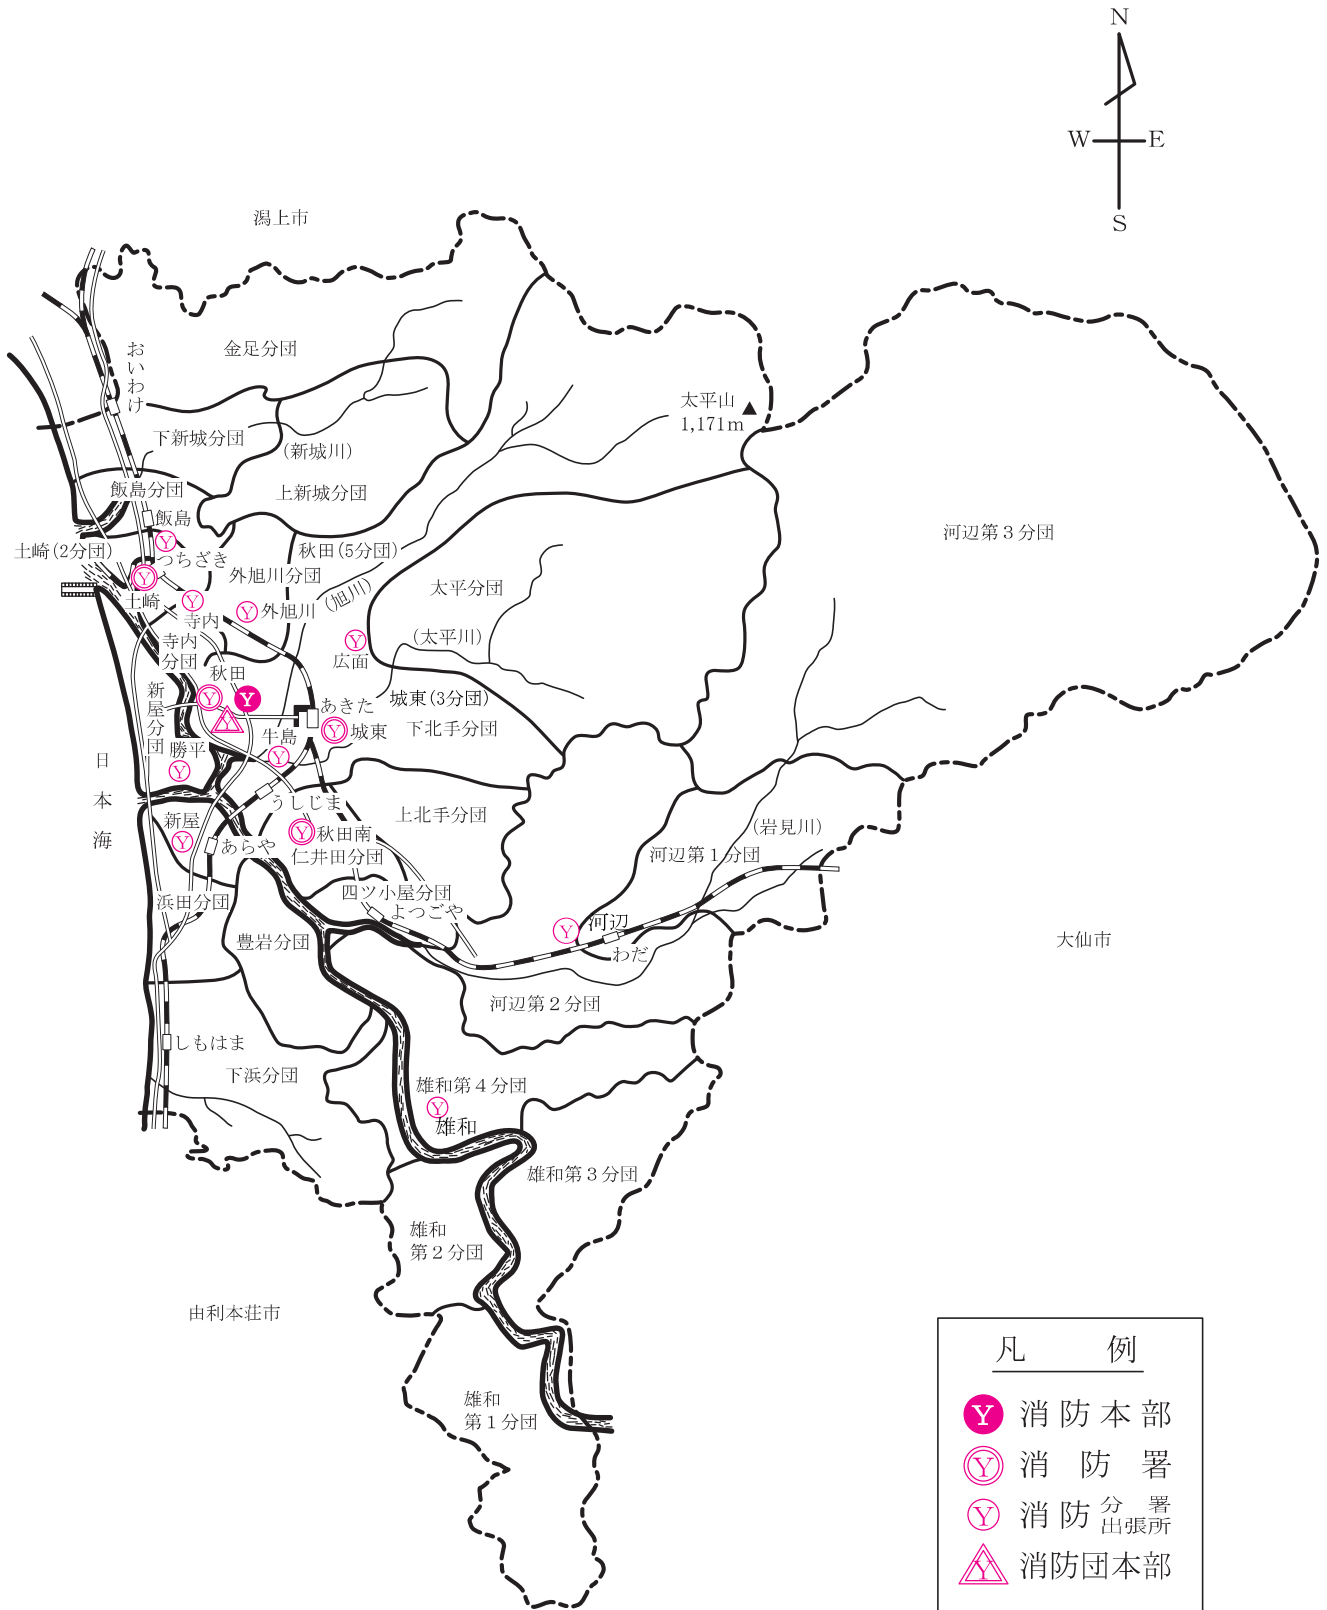 N
W
E
S
潟上市
おいわけ
金足分団
太平山
1,171m
下新城分団
(新城川)
飯島分団
上新城分団
飯島
土崎(2分団)
つちざき
秋田(5分団)
河辺第３分団
外旭川分団
太平分団
土崎
(旭川)
外旭川
寺内
(太平川)
寺内
分団
広面
秋田
新屋分団
城東(3分団)
あきた
城東
下北手分団
牛島
勝平
日本海
うしじま
上北手分団
新屋
秋田南
(岩見川)
あらや
仁井田分団
河辺第１分団
四ツ小屋分団
浜田分団
よつごや
河辺
豊岩分団
わだ
大仙市
河辺第２分団
しもはま
下浜分団
雄和第４分団
雄和
雄和第３分団
雄和
第２分団
由利本荘市
雄和
第１分団
凡　例
Y 消防本部
Y 消防署
Y 消防分署
出張所
Y 消防団本部